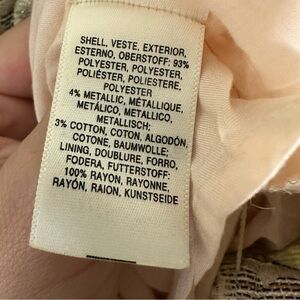 SHELL, VESTE, EXTERIOR,
ESTERNO, OBERSTOFF: 93%
POLYESTER, POLYESTER,
POLIÉSTER, POLIESTERE,
POLYESTER
4% METALLIC, MÉTALLIQUE,
METÁLICO, METALLICO,
METALLISCH;
3% COTTON, COTON, ALGODÓN,
COTONE, BAUMWOLLE:
LINING, DOUBLURE, FORRO,
FODERA, FUTTERSTOFF:
100% RAYON, RAYONNE,
RAYÓN, RAION, KUNSTSEIDE